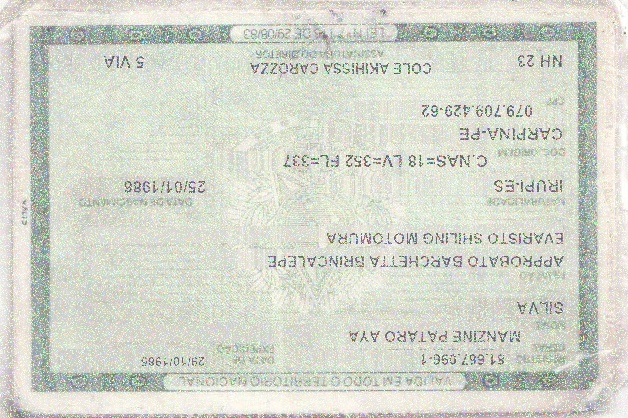 VÁLIDA EM TODO O TERRITÓRIO NACIONAL
REGISTRO GERAL 81.667.096-1 DATA DE EXPEDIÇÃO 29/10/1986
NOME MANZINE PATARO AYA
SILVA
FILIAÇÃO
APPROBATO BARCHETTA BRINCALEPE
EVARISTO SHILING MOTOMURA
NATURALIDADE DATA DE NASCIMENTO
IRUPI-ES 25/01/1986
DOC. ORIGEM C.NAS=18 LV=352 FL=337
CARPINA-PE
CPF 079.709.429-62
NH 23 COLE AKIHISSA CAROZZA 5 VIA
ASSINATURA DO DIRETOR
LEI Nº 7.116 DE 29/08/83